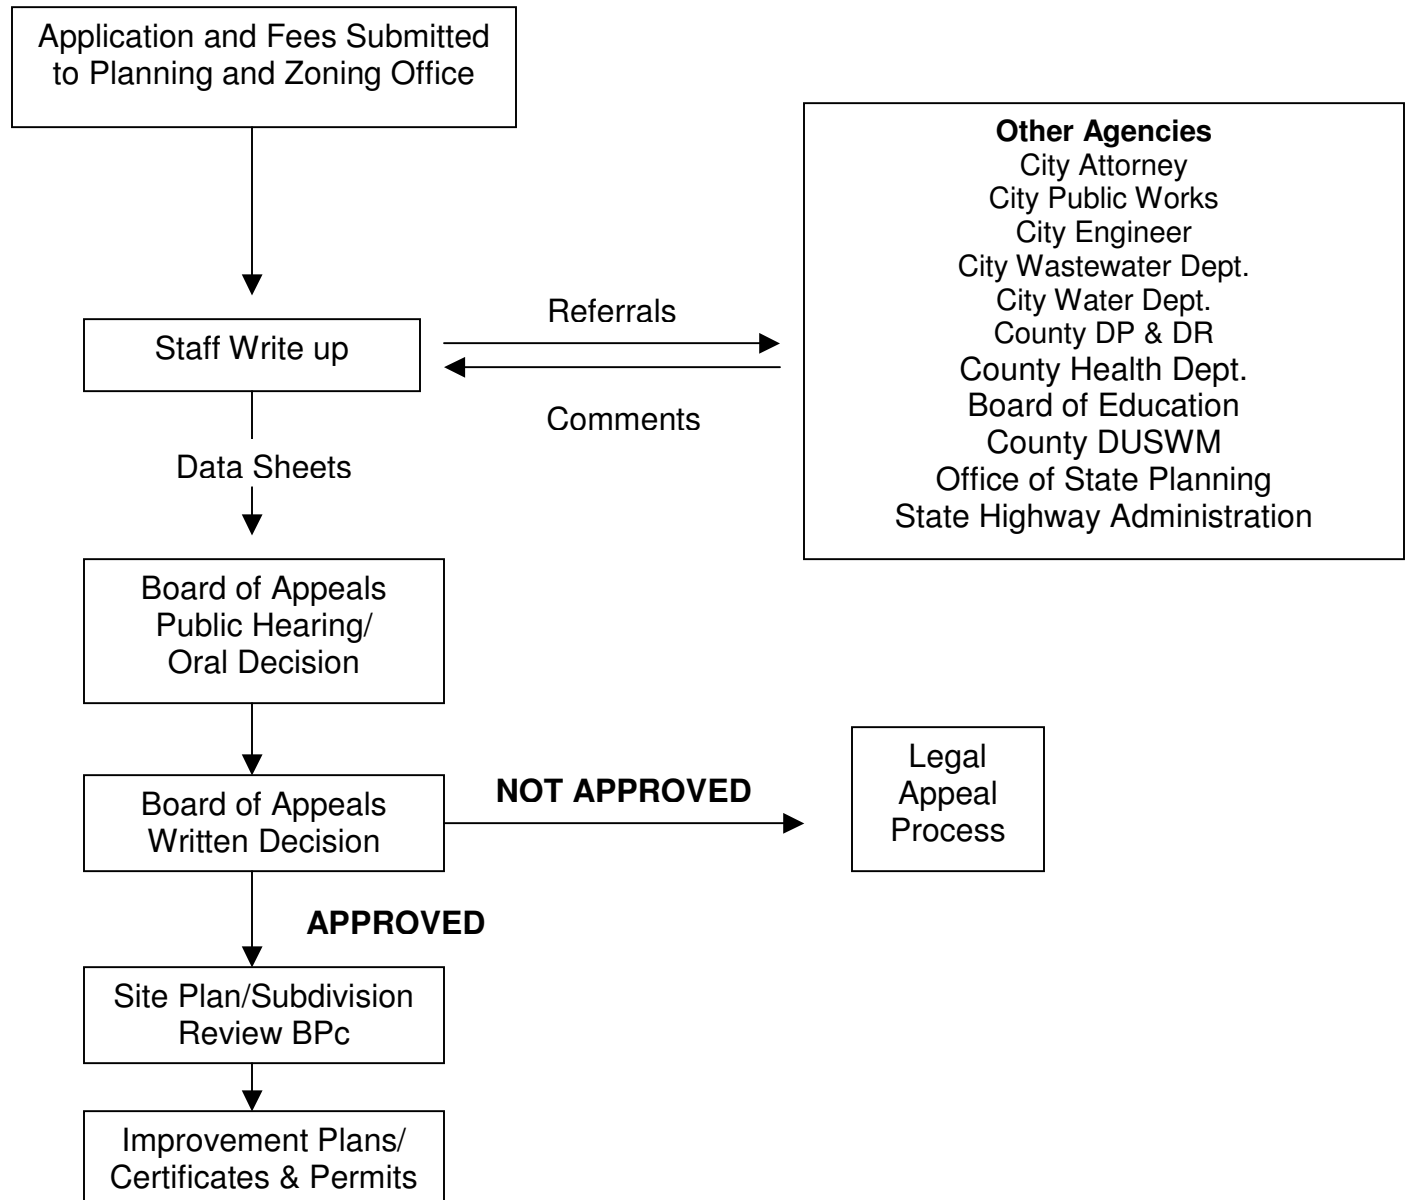 Application and Fees Submitted
to Planning and Zoning Office
Other Agencies
City Attorney
City Public Works
City Engineer
City Wastewater Dept.
City Water Dept.
County DP & DR
County Health Dept.
Board of Education
County DUSWM
Office of State Planning
State Highway Administration
Staff Write up
Referrals
Comments
Data Sheets
Board of Appeals
Public Hearing/
Oral Decision
Board of Appeals
Written Decision
NOT APPROVED
Legal
Appeal
Process
APPROVED
Site Plan/Subdivision
Review BPc
Improvement Plans/
Certificates & Permits